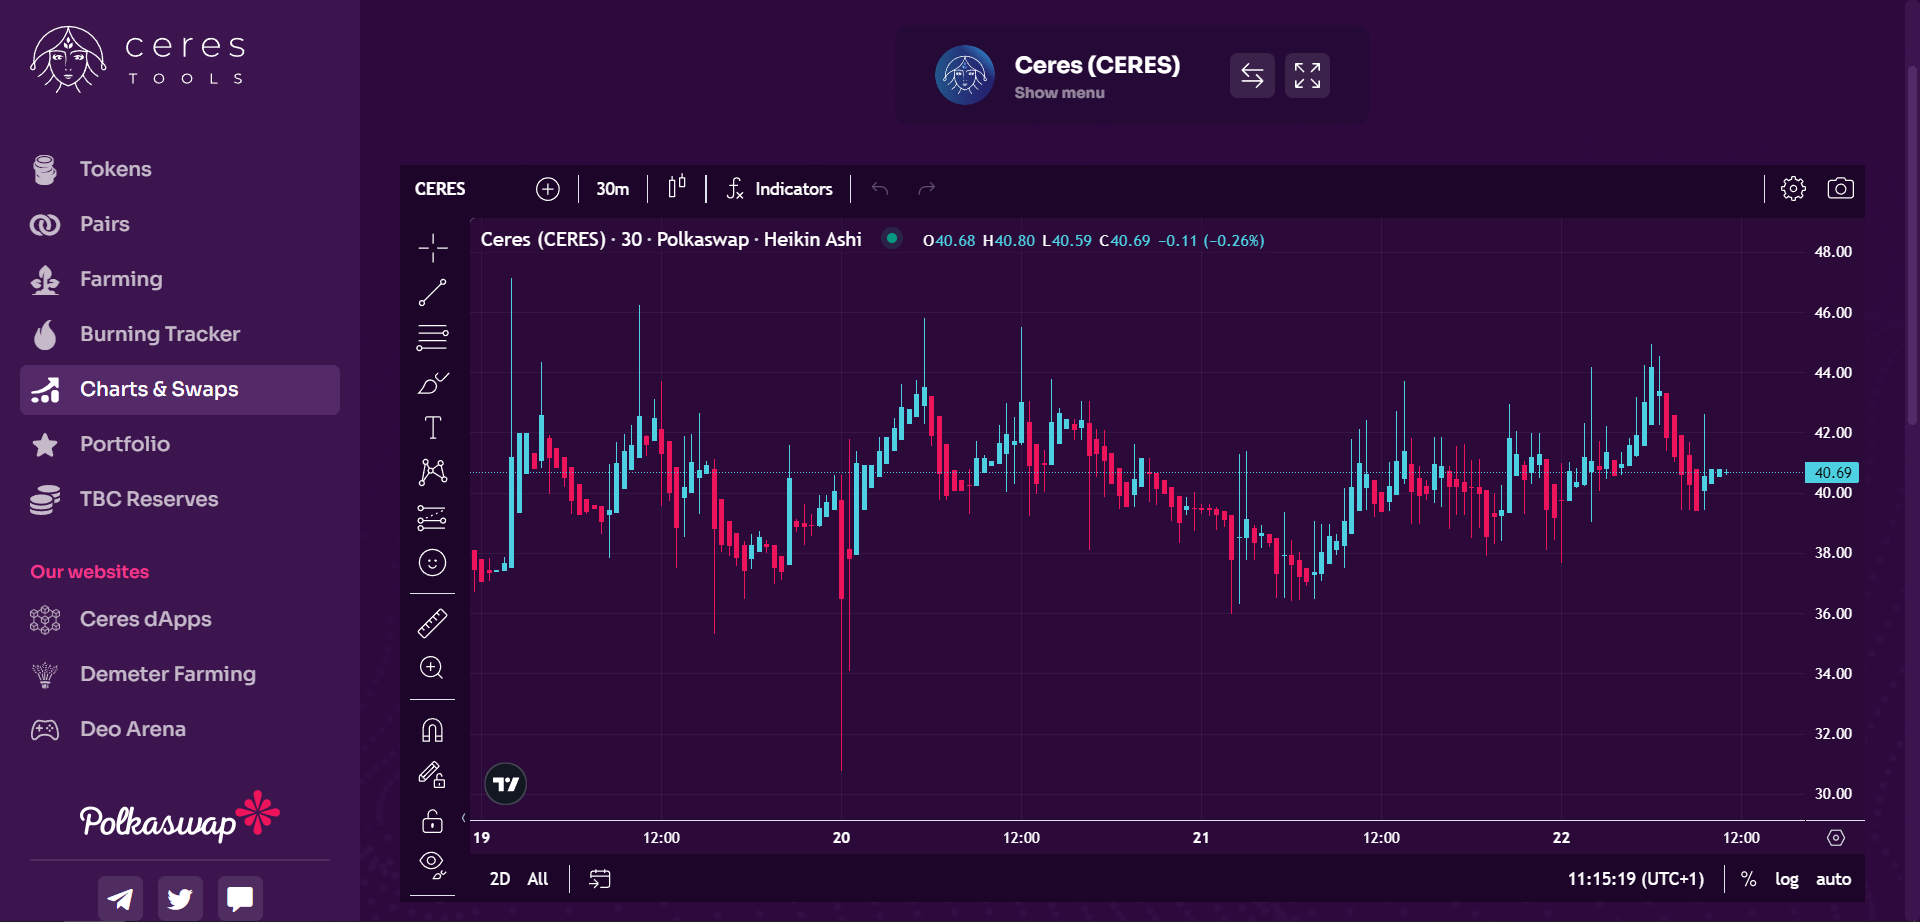 ceres
TOOLS
Tokens
Pairs
Farming
Burning Tracker
Charts & Swaps
Portfolio
TBC Reserves
Our websites
Ceres dApps
Demeter Farming
Deo Arena
Polkaswap
Ceres (CERES)
Show menu
CERES 30m Indicators
Ceres (CERES) · 30 · Polkaswap · Heikin Ashi O40.68 H40.80 L40.59 C40.69 −0.11 (−0.26%)
48.00
46.00
44.00
42.00
40.69
40.00
38.00
36.00
34.00
32.00
30.00
19 12:00 20 12:00 21 12:00 22 12:00
2D All 11:15:19 (UTC+1) % log auto